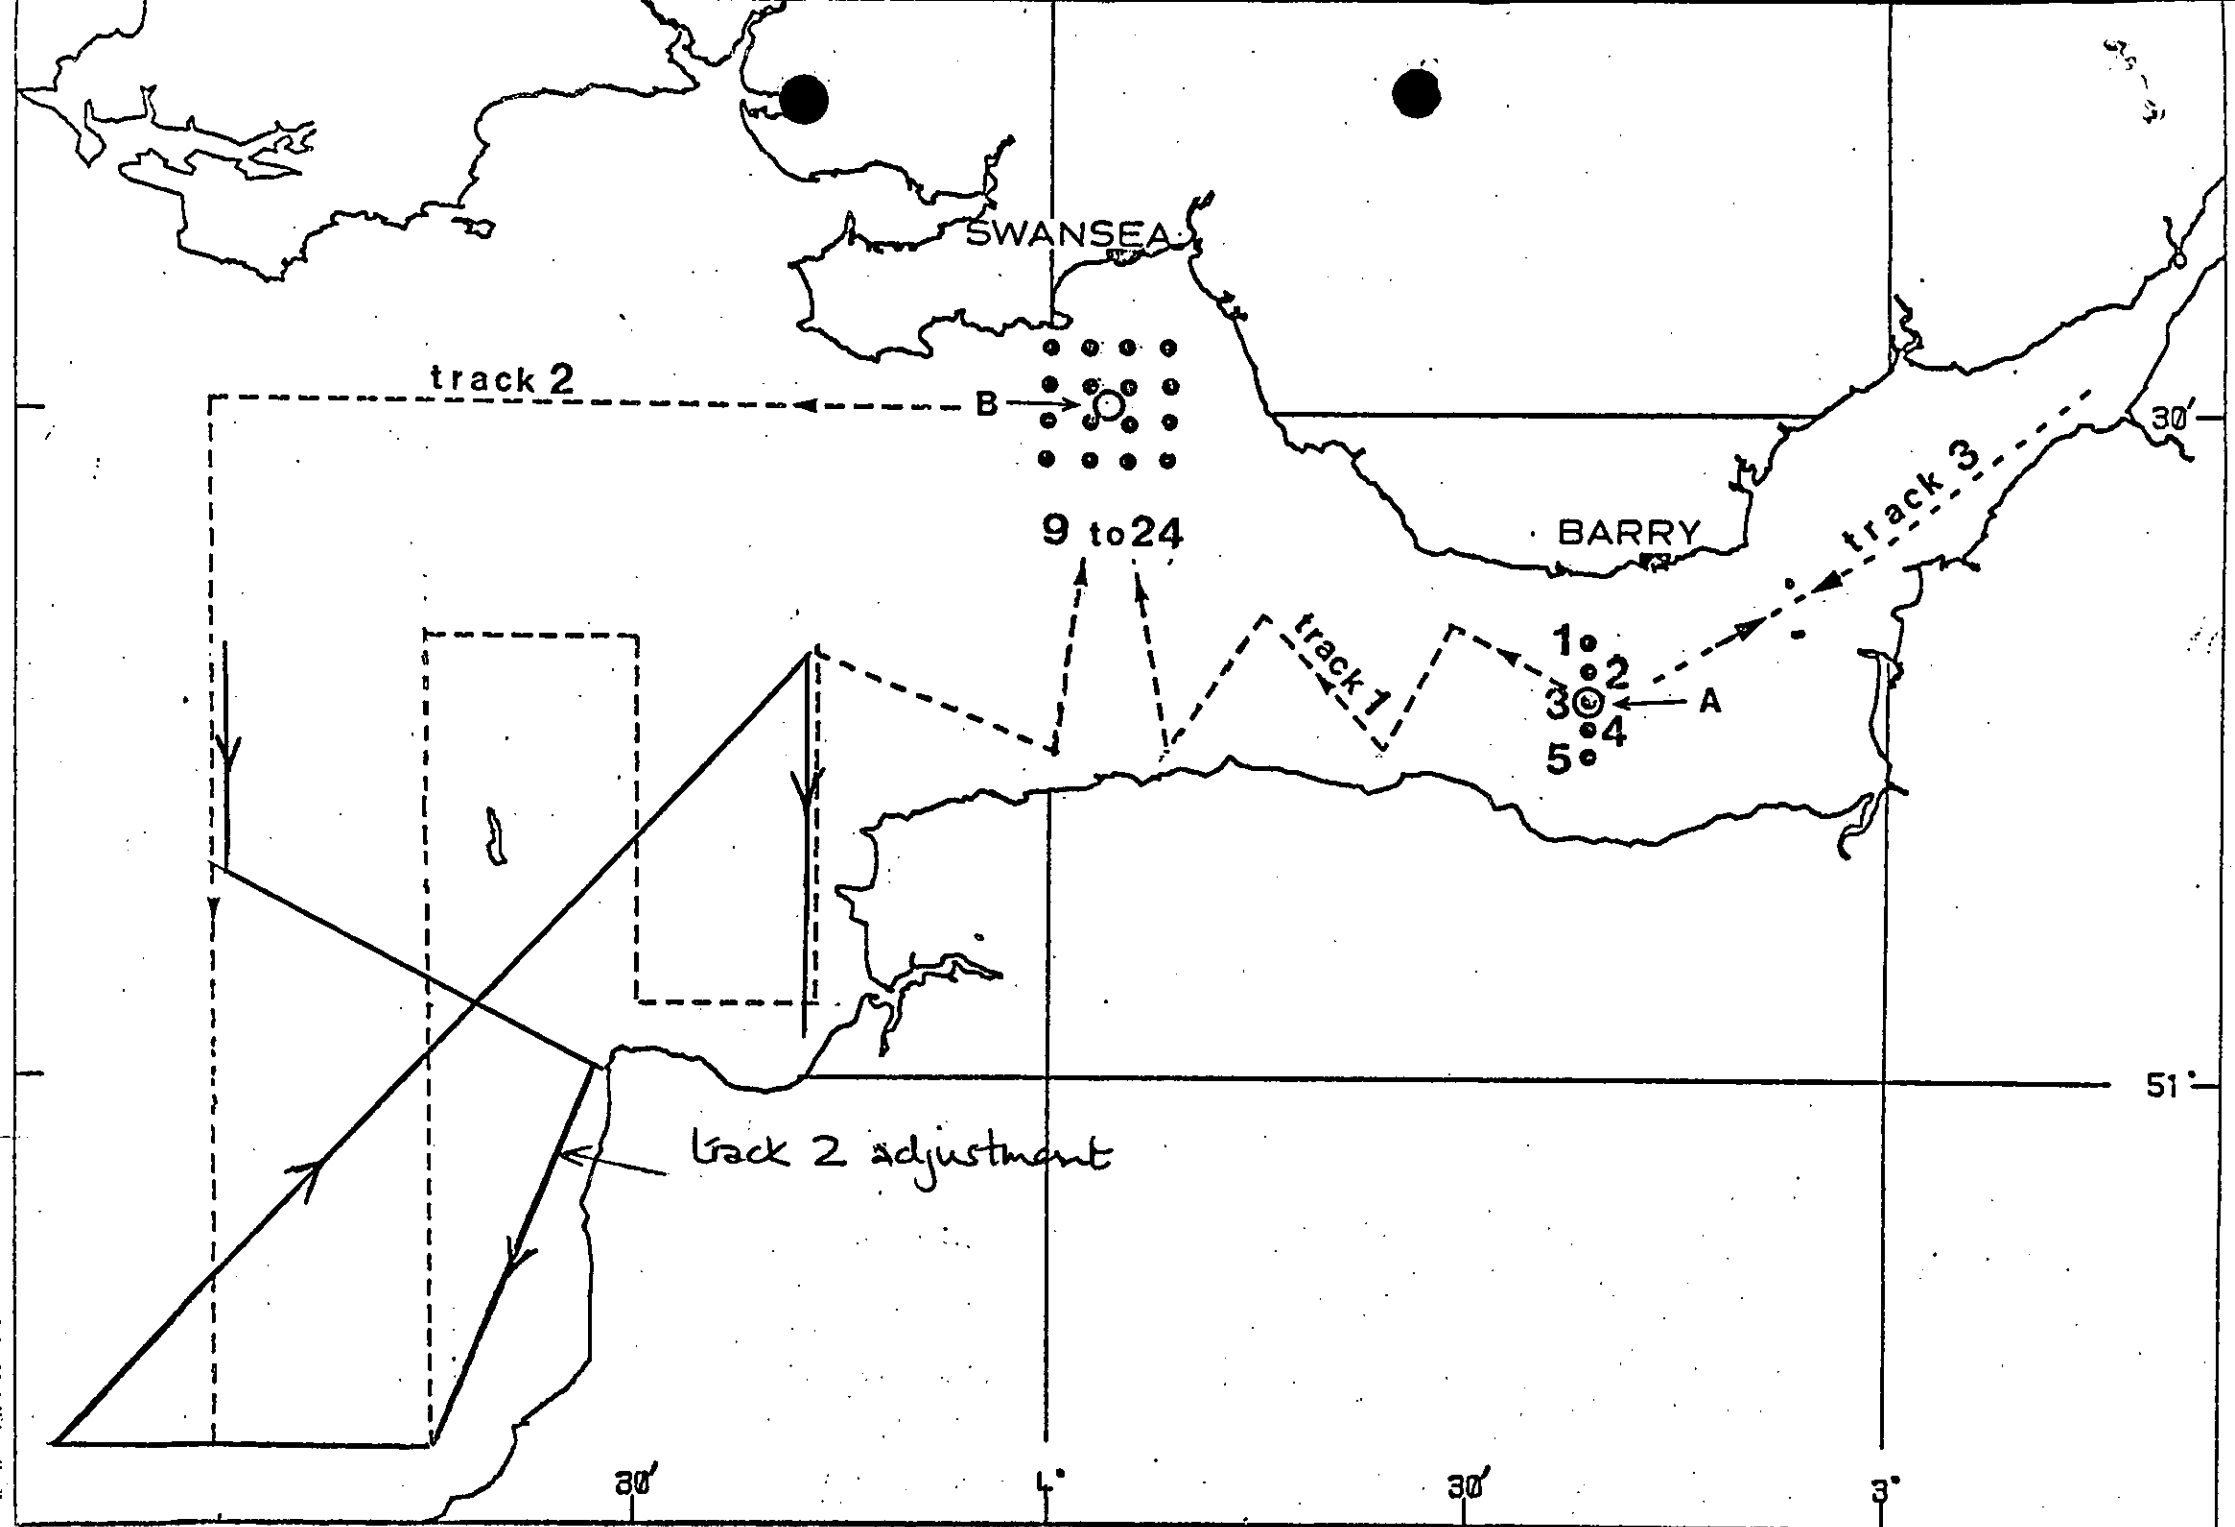 SWANSEA
track 2
B
30'
track 3
9 to 24
BARRY
track 1
1
2
3
A
4
5
51°
track 2 adjustment
30'
4°
30'
3°